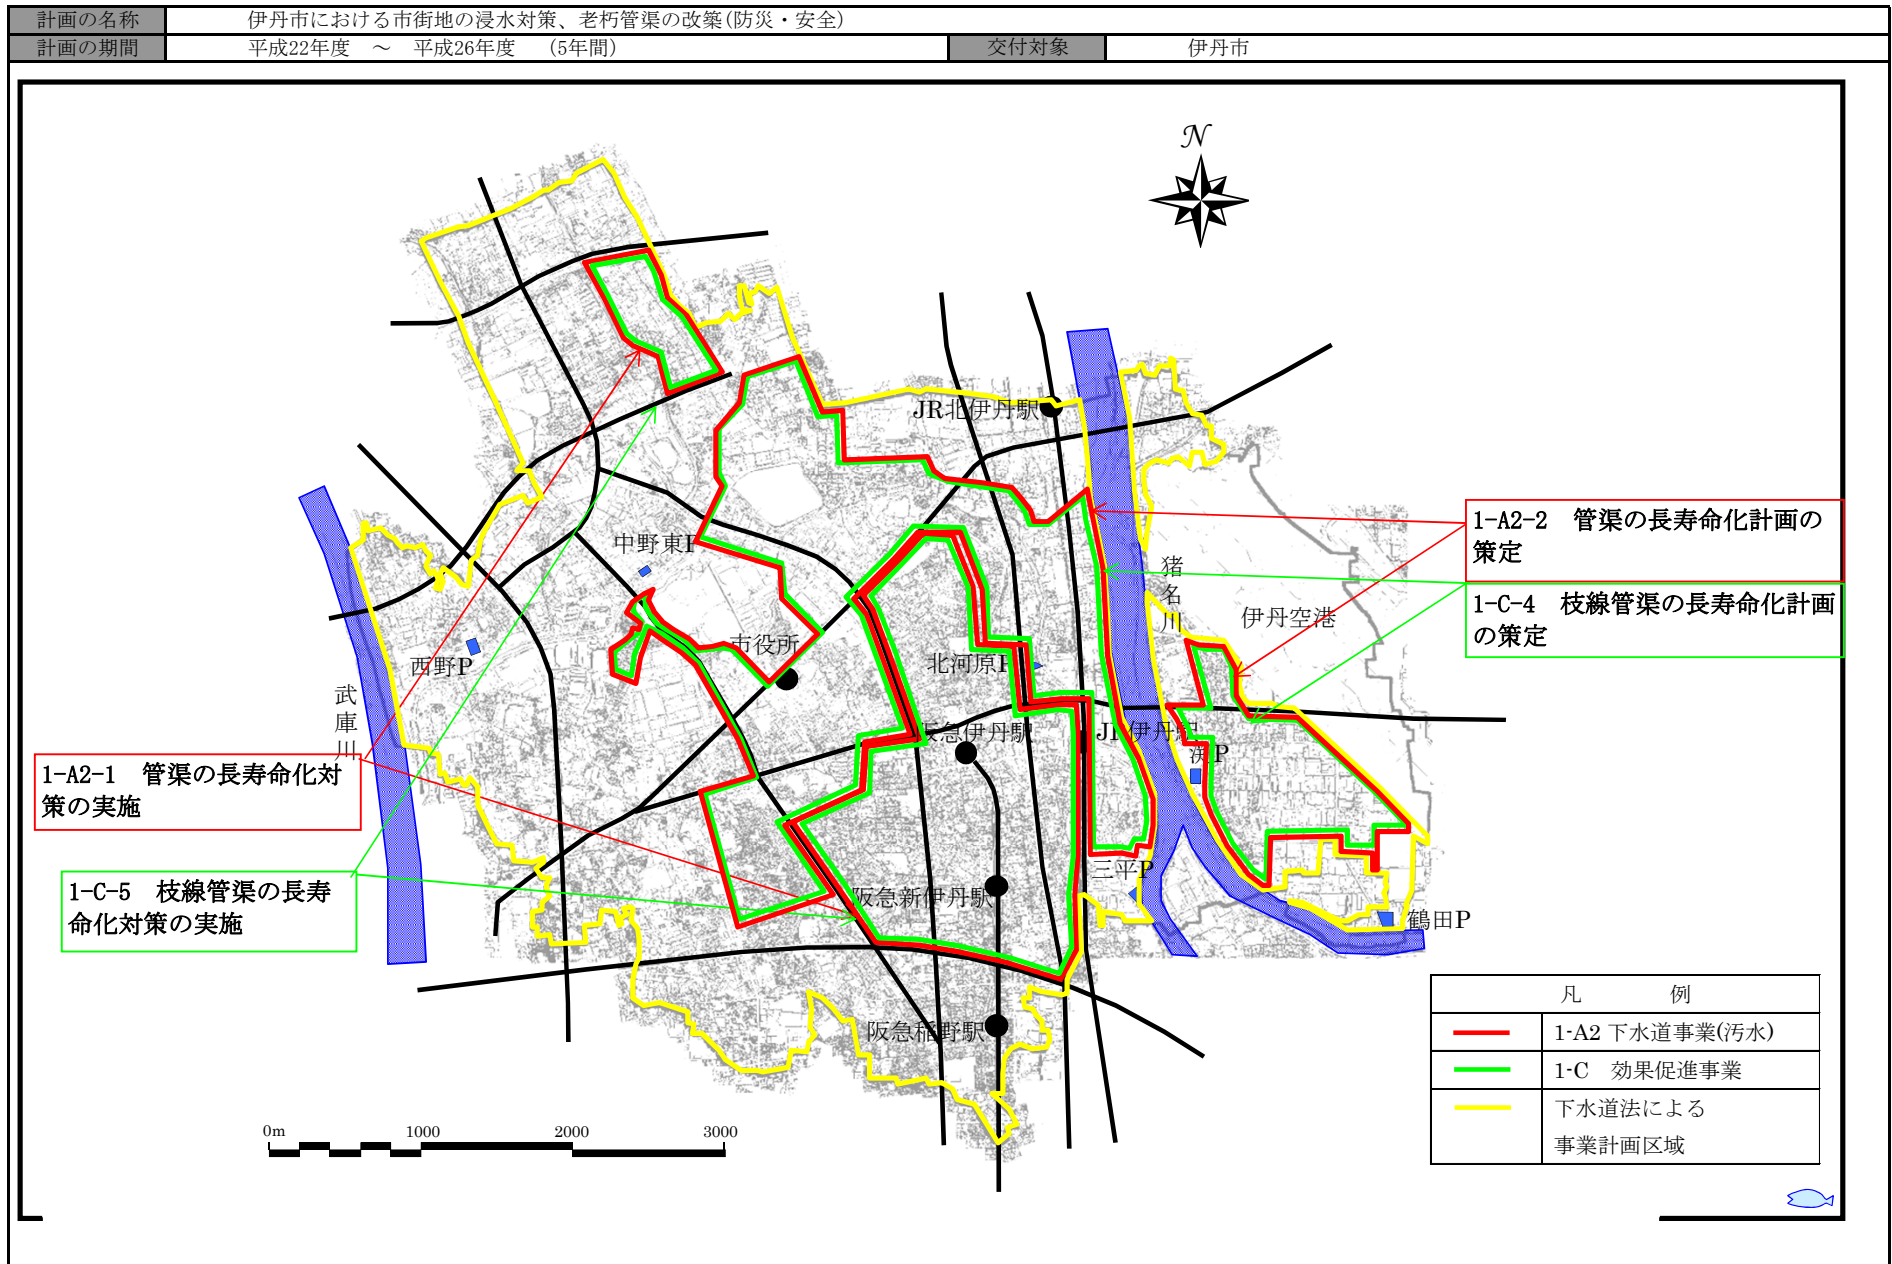 計画の名称　伊丹市における市街地の浸水対策、老朽管渠の改築(防災・安全)
計画の期間　平成22年度　～　平成26年度　(5年間)　交付対象　伊丹市
N
JR北伊丹駅
中野東P
市役所
西野P
武庫川
北河原P
猪名川
伊丹空港
阪急伊丹駅
JR伊丹駅
渕P
三平P
阪急新伊丹駅
鶴田P
阪急稲野駅
1-A2-2　管渠の長寿命化計画の
策定
1-C-4　枝線管渠の長寿命化計画
の策定
1-A2-1　管渠の長寿命化対
策の実施
1-C-5　枝線管渠の長寿
命化対策の実施
凡　例
1-A2 下水道事業(汚水)
1-C　効果促進事業
下水道法による
事業計画区域
0m　1000　2000　3000